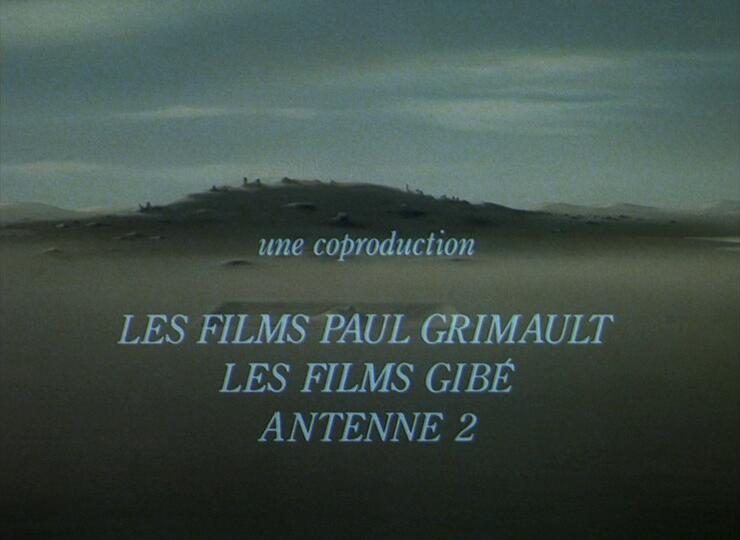 une coproduction
LES FILMS PAUL GRIMAULT
LES FILMS GIBÉ
ANTENNE 2